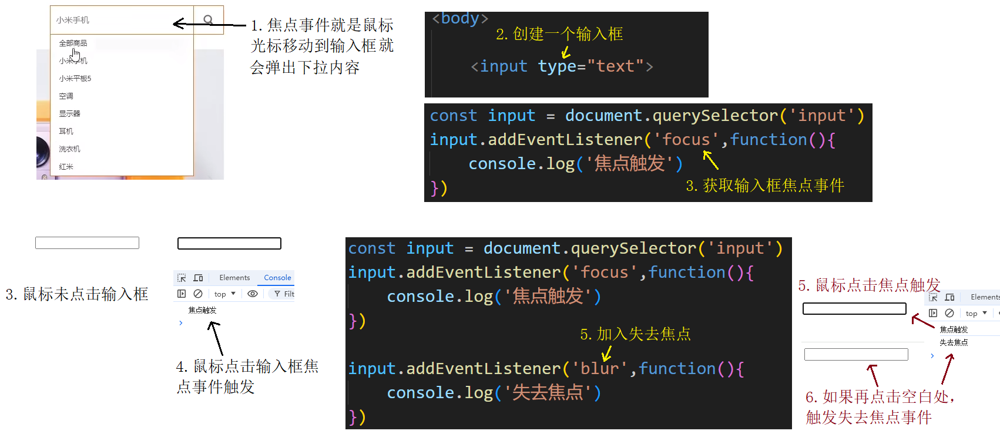 小米手机
全部商品
小米手机
小米平板5
空调
显示器
耳机
洗衣机
红米
1.焦点事件就是鼠标
光标移动到输入框就
会弹出下拉内容
<body>
2.创建一个输入框
<input type="text">
const input = document.querySelector('input')
input.addEventListener('focus',function(){
console.log('焦点触发')
})
3.获取输入框焦点事件
3.鼠标未点击输入框
Elements Console
top Filt
焦点触发
4.鼠标点击输入框焦
点事件触发
const input = document.querySelector('input')
input.addEventListener('focus',function(){
console.log('焦点触发')
})
5.加入失去焦点
input.addEventListener('blur',function(){
console.log('失去焦点')
})
5.鼠标点击焦点触发
Elements
top
焦点触发
失去焦点
6.如果再点击空白处，
触发失去焦点事件